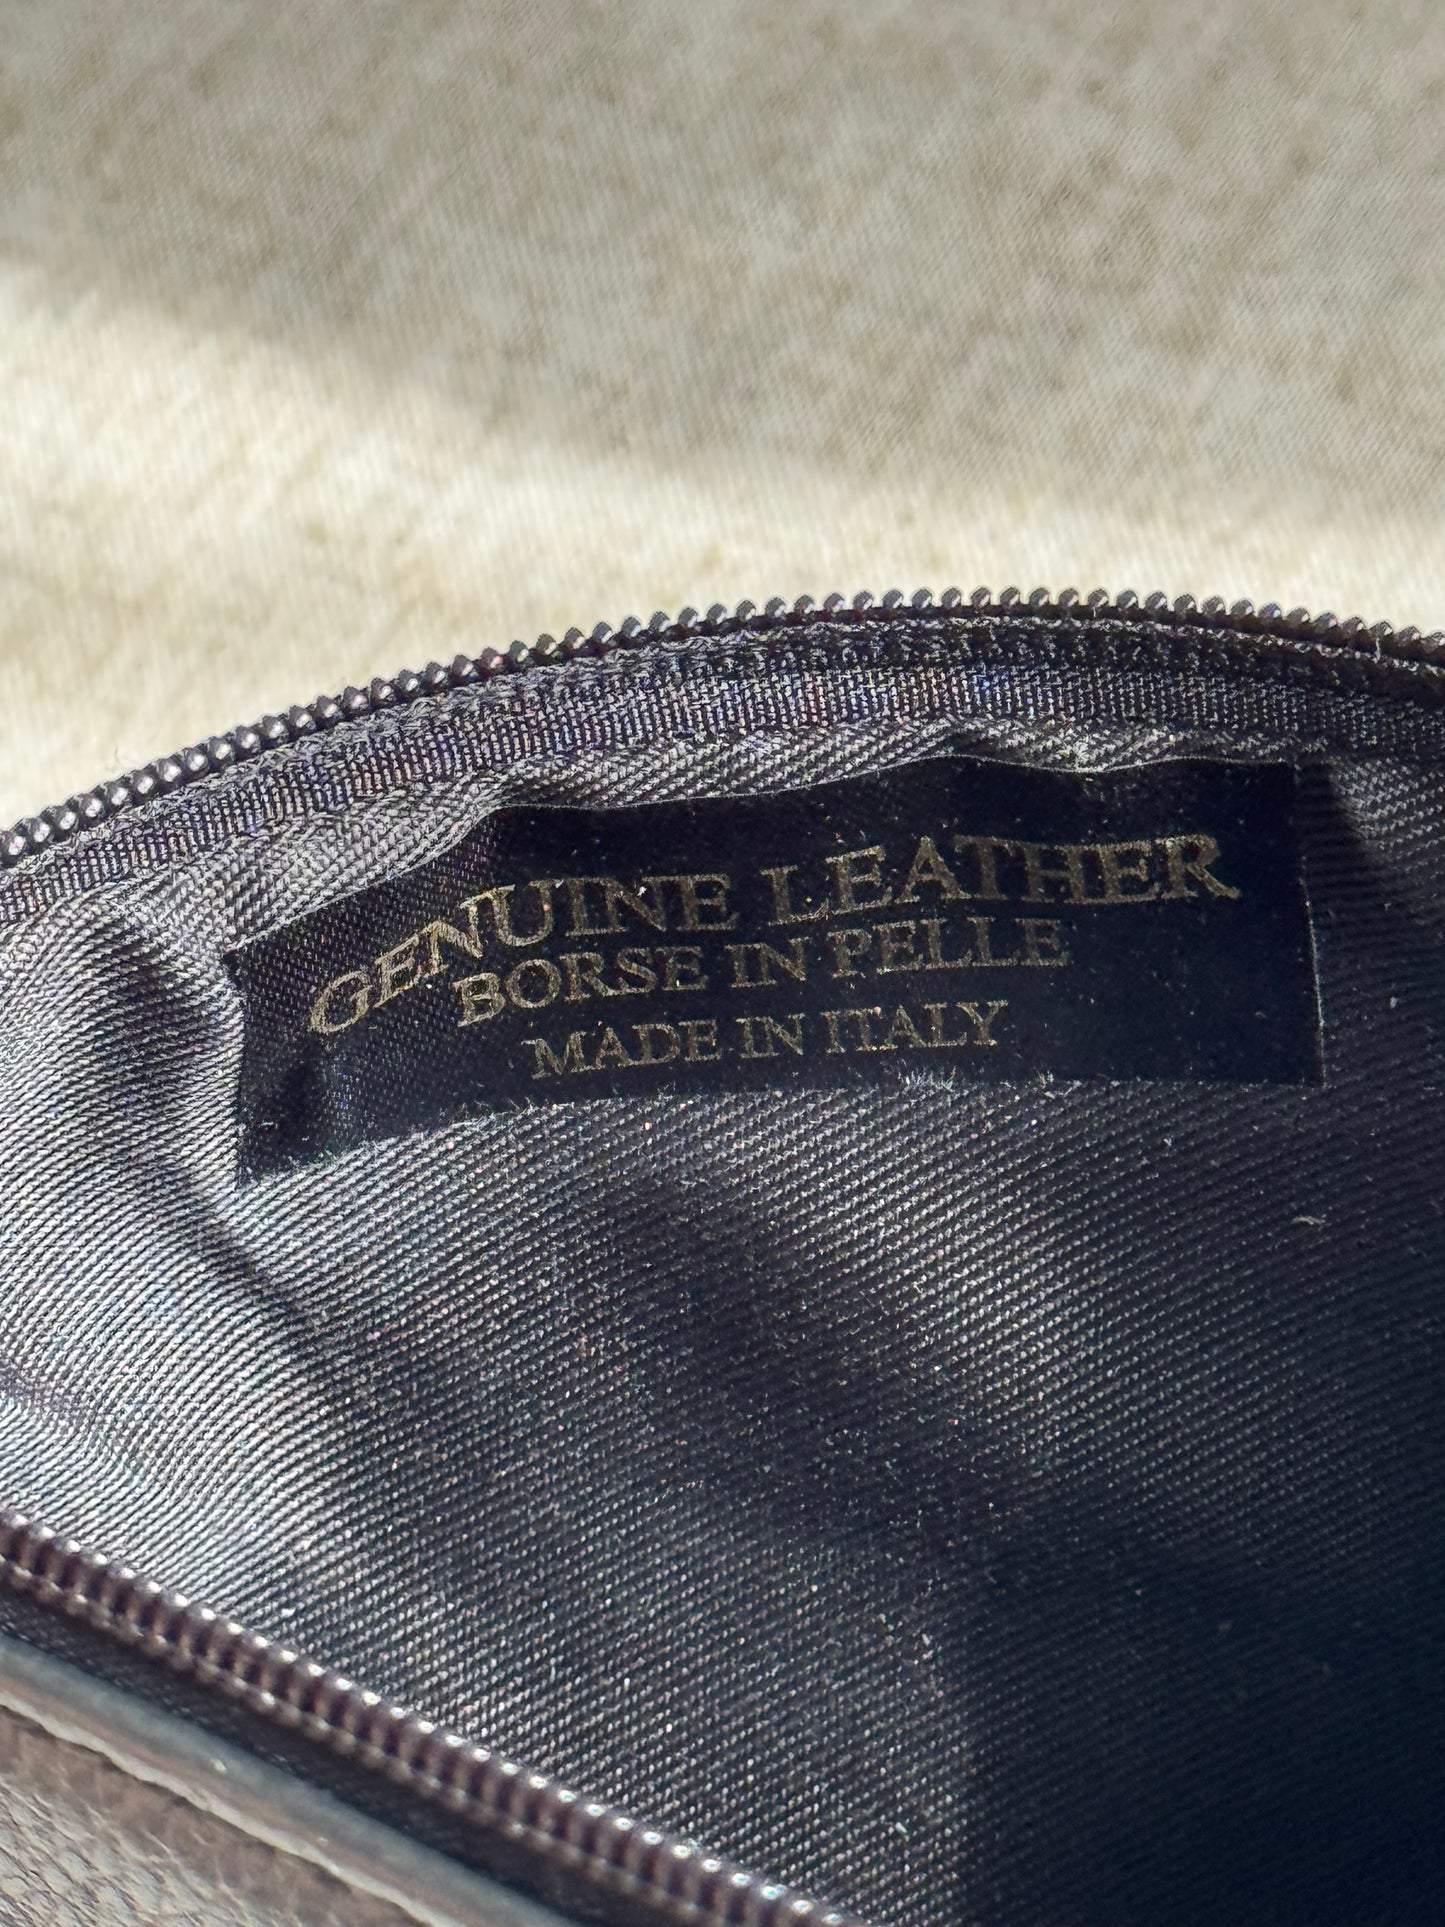 GENUINE LEATHER
BORSE IN PELLE
MADE IN ITALY